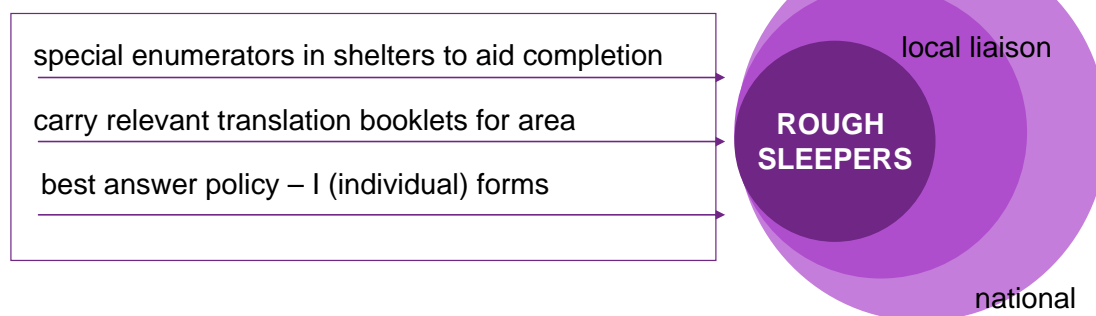 special enumerators in shelters to aid completion
carry relevant translation booklets for area
best answer policy – I (individual) forms
local liaison
ROUGH
SLEEPERS
national